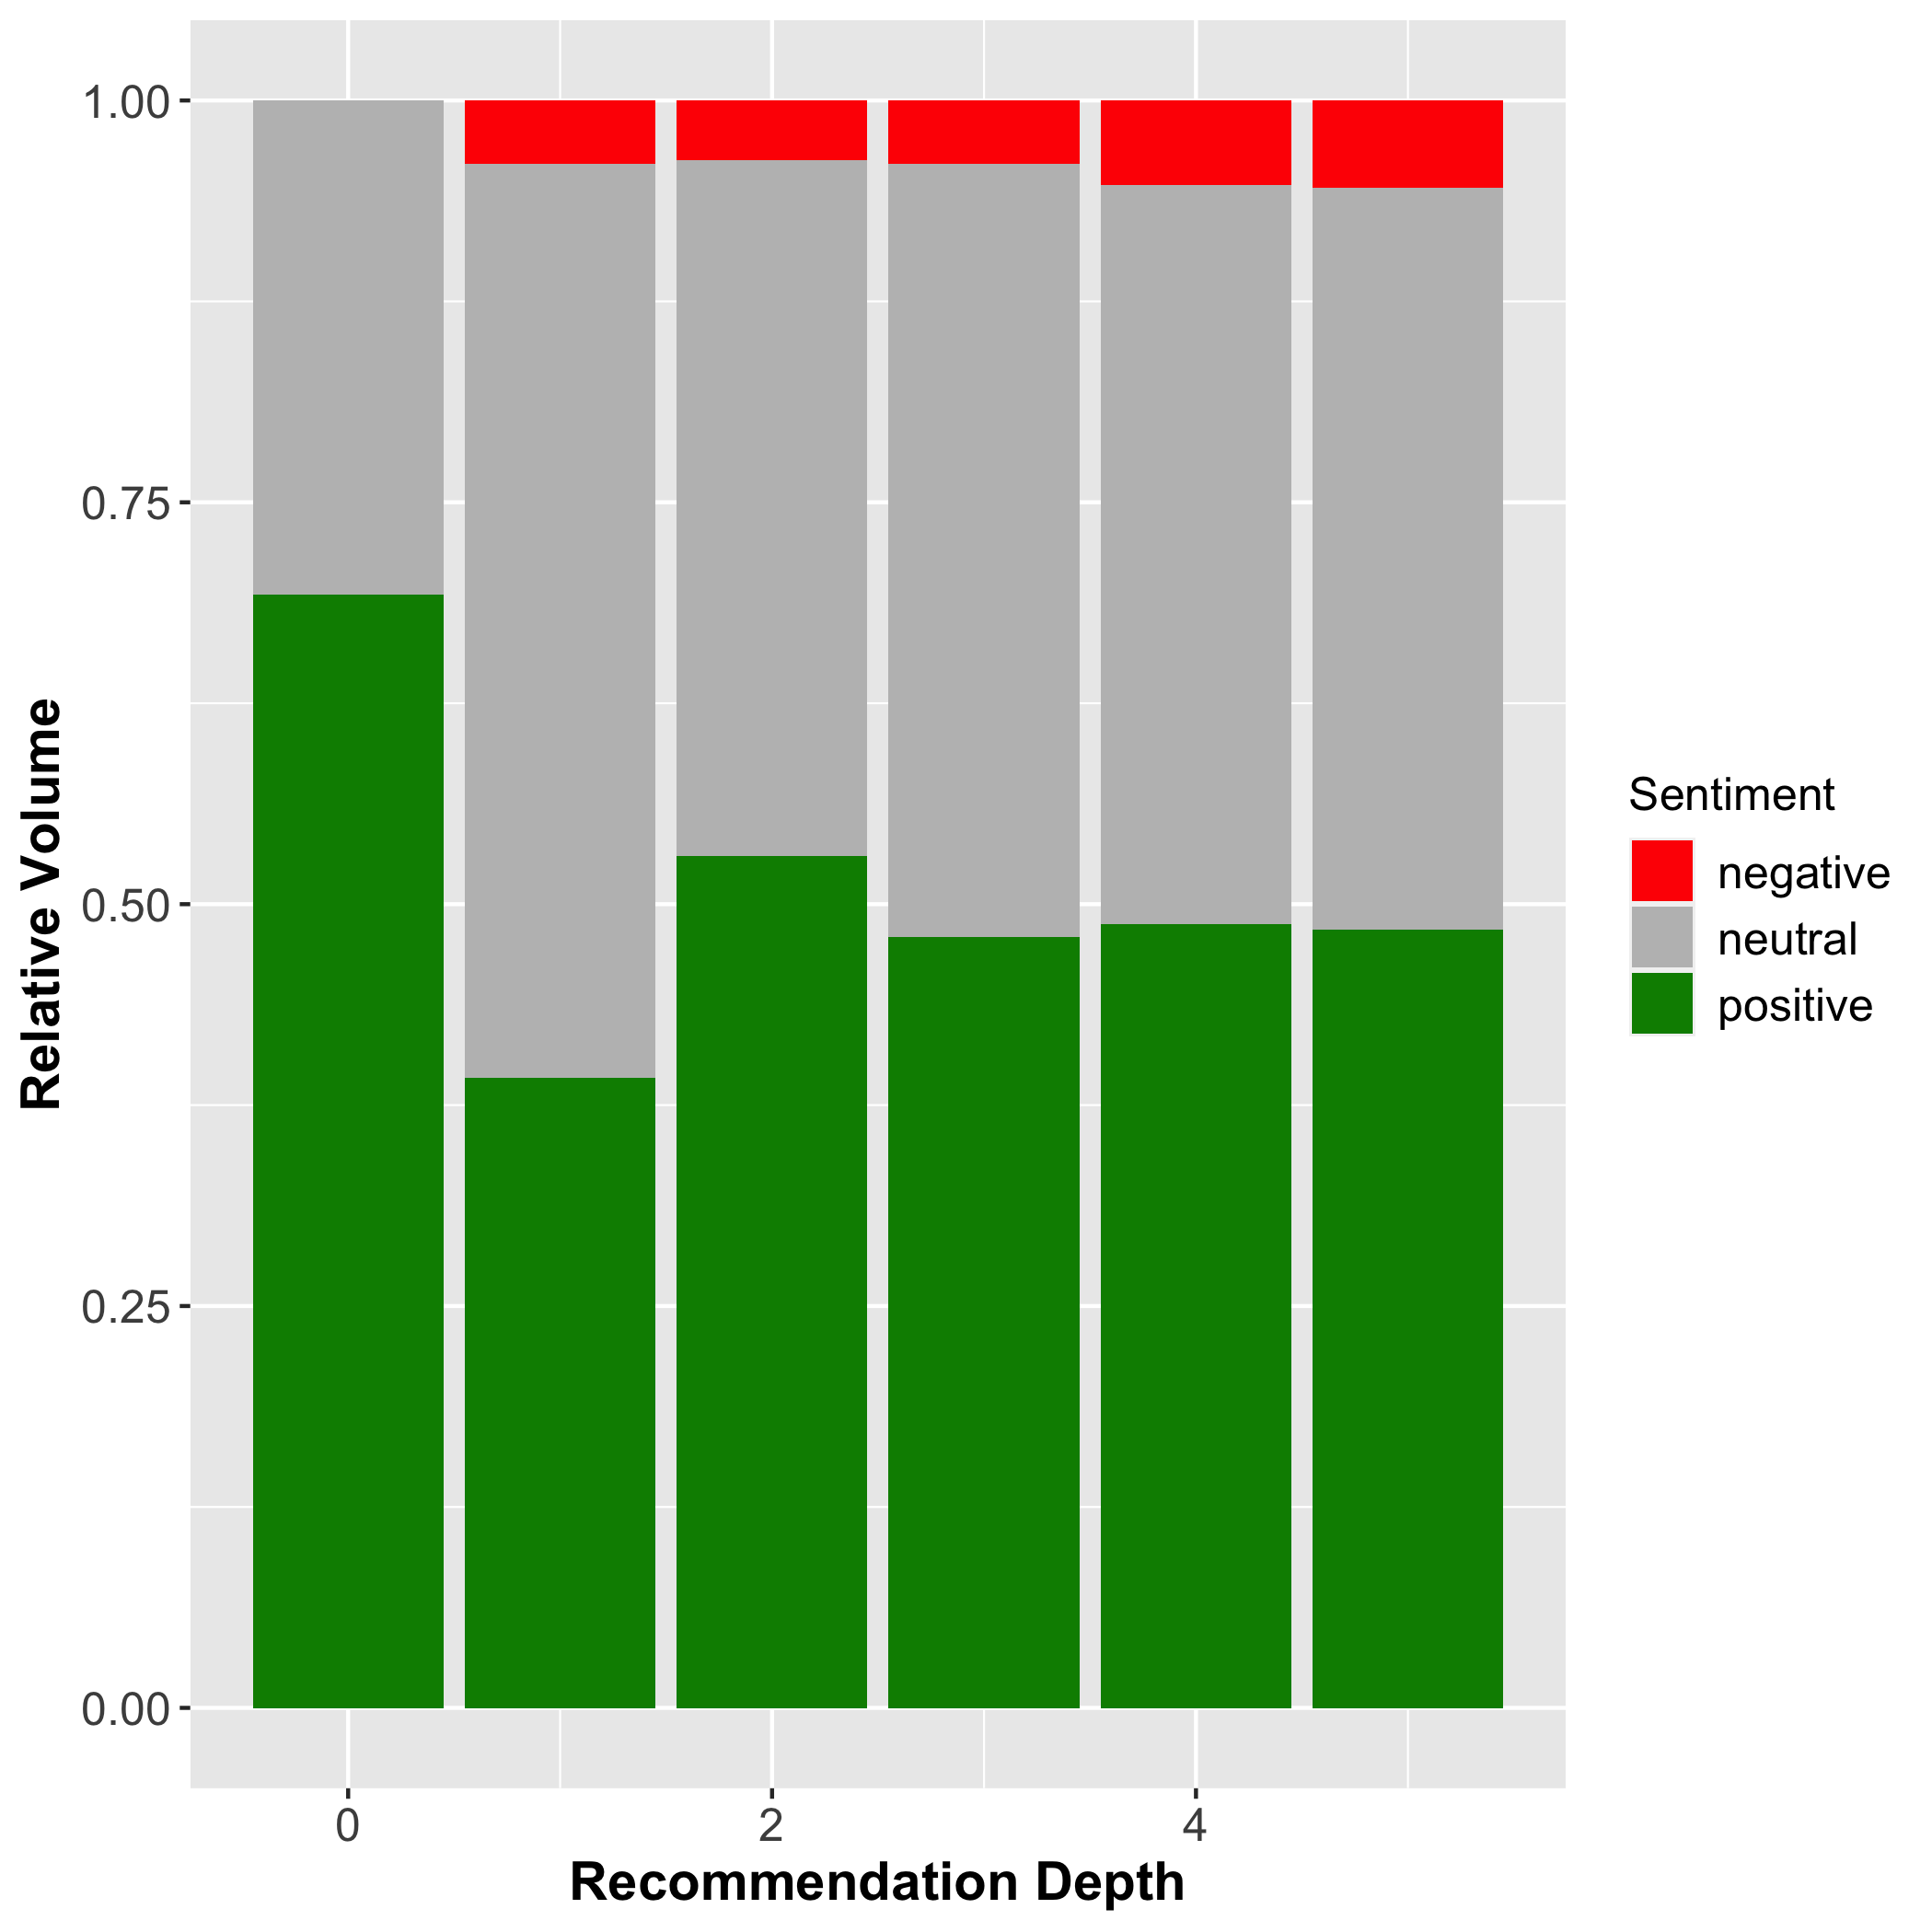 1.00
0.75
0.50
0.25
0.00
Relative Volume
0 2 4
Recommendation Depth
Sentiment
negative
neutral
positive